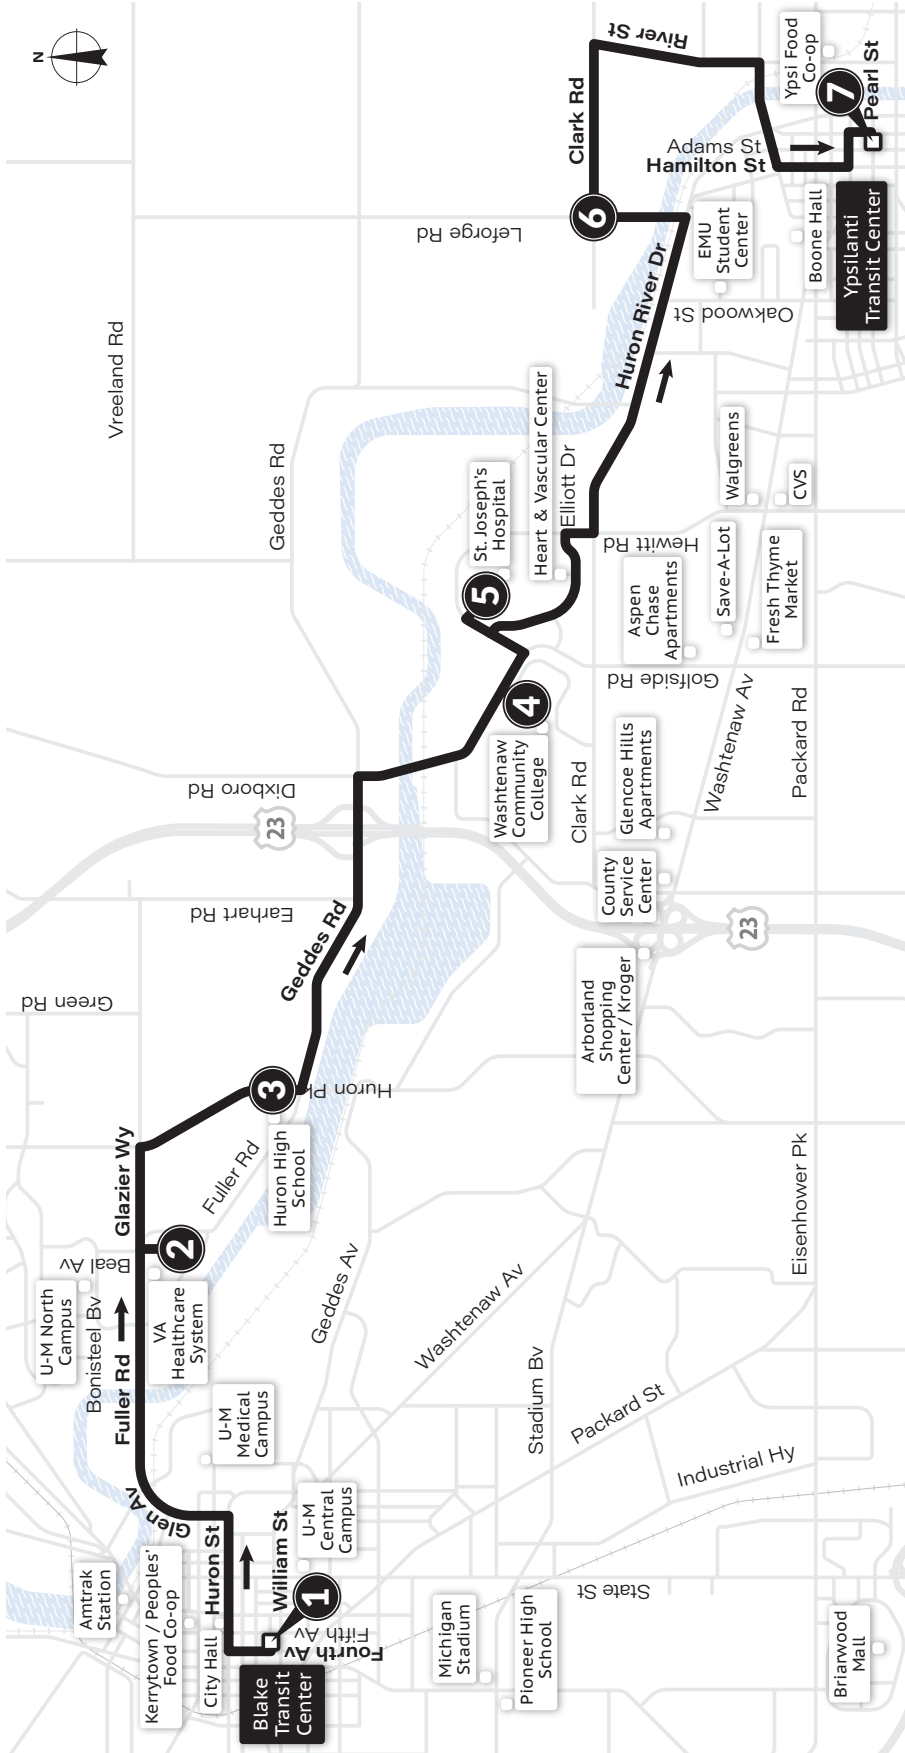 N
Vreeland Rd
Geddes Rd
Green Rd
Earhart Rd
Dixboro Rd
23
Leforge Rd
Clark Rd
River St
6
Ypsi Food
Co-op
7
Pearl St
Adams St
Hamilton St
Boone Hall
Ypsilanti
Transit Center
EMU
Student
Center
Oakwood St
Huron River Dr
Walgreens
CVS
Heart & Vascular Center
Elliott Dr
St. Joseph's
Hospital
5
Hewitt Rd
Save-A-Lot
Fresh Thyme
Market
Aspen
Chase
Apartments
Golfside Rd
4
Washtenaw
Community
College
Clark Rd
Glencoe Hills
Apartments
Washtenaw Av
Packard Rd
County
Service
Center
23
Arborland
Shopping
Center / Kroger
Geddes Rd
3
Huron Pk
Huron High
School
Fuller Rd
Glazier Wy
2
Beal Av
VA
Healthcare
System
U-M North
Campus
Bonisteel Bv
Fuller Rd
Geddes Av
Washtenaw Av
Eisenhower Pk
Stadium Bv
Packard St
Industrial Hy
U-M
Medical
Campus
Glen Av
U-M
Central
Campus
Huron St
William St
1
Amtrak
Station
Kerrytown / Peoples'
Food Co-op
City Hall
Fifth Av
Fourth Av
Blake
Transit
Center
State St
Michigan
Stadium
Pioneer High
School
Briarwood
Mall